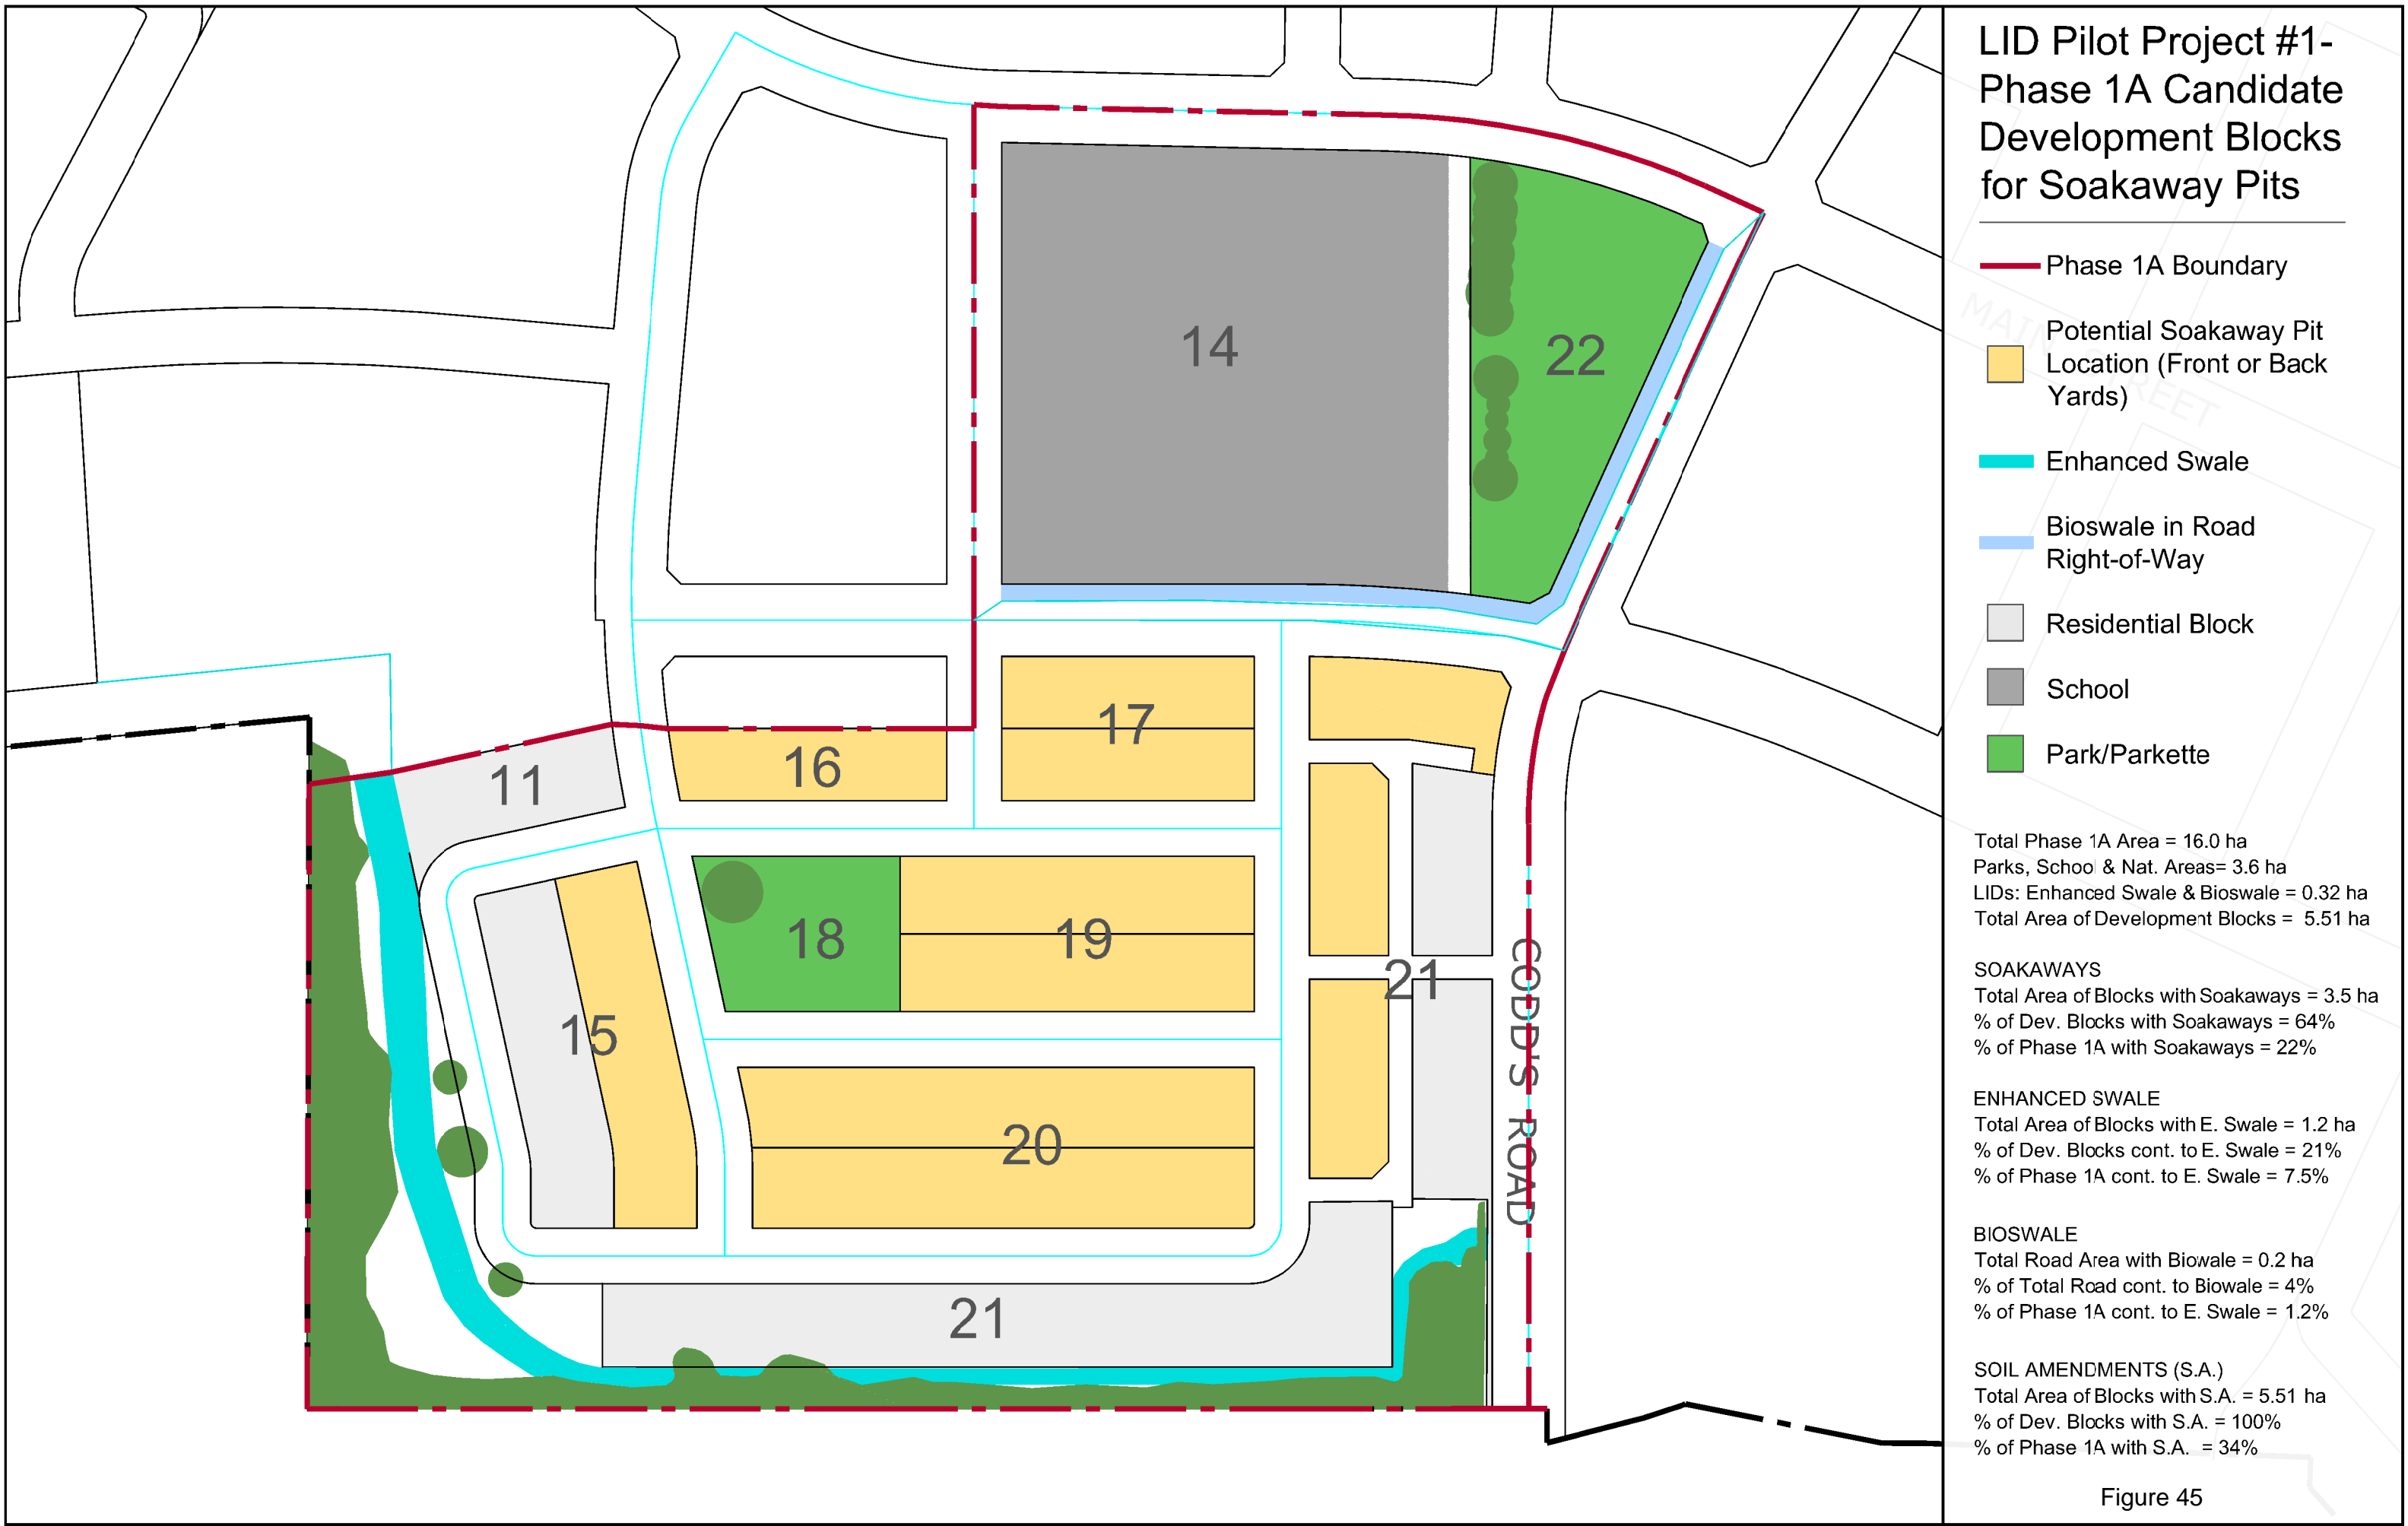 LID Pilot Project #1-
Phase 1A Candidate
Development Blocks
for Soakaway Pits
Phase 1A Boundary
Potential Soakaway Pit
Location (Front or Back
Yards)
Enhanced Swale
Bioswale in Road
Right-of-Way
Residential Block
School
Park/Parkette
Total Phase 1A Area = 16.0 ha
Parks, School & Nat. Areas= 3.6 ha
LIDs: Enhanced Swale & Bioswale = 0.32 ha
Total Area of Development Blocks = 5.51 ha
SOAKAWAYS
Total Area of Blocks with Soakaways = 3.5 ha
% of Dev. Blocks with Soakaways = 64%
% of Phase 1A with Soakaways = 22%
ENHANCED SWALE
Total Area of Blocks with E. Swale = 1.2 ha
% of Dev. Blocks cont. to E. Swale = 21%
% of Phase 1A cont. to E. Swale = 7.5%
BIOSWALE
Total Road Area with Biowale = 0.2 ha
% of Total Road cont. to Biowale = 4%
% of Phase 1A cont. to E. Swale = 1.2%
SOIL AMENDMENTS (S.A.)
Total Area of Blocks with S.A. = 5.51 ha
% of Dev. Blocks with S.A. = 100%
% of Phase 1A with S.A. = 34%
Figure 45
14
22
17
16
11
18
19
21
15
20
21
CODD'S ROAD
MAIN STREET